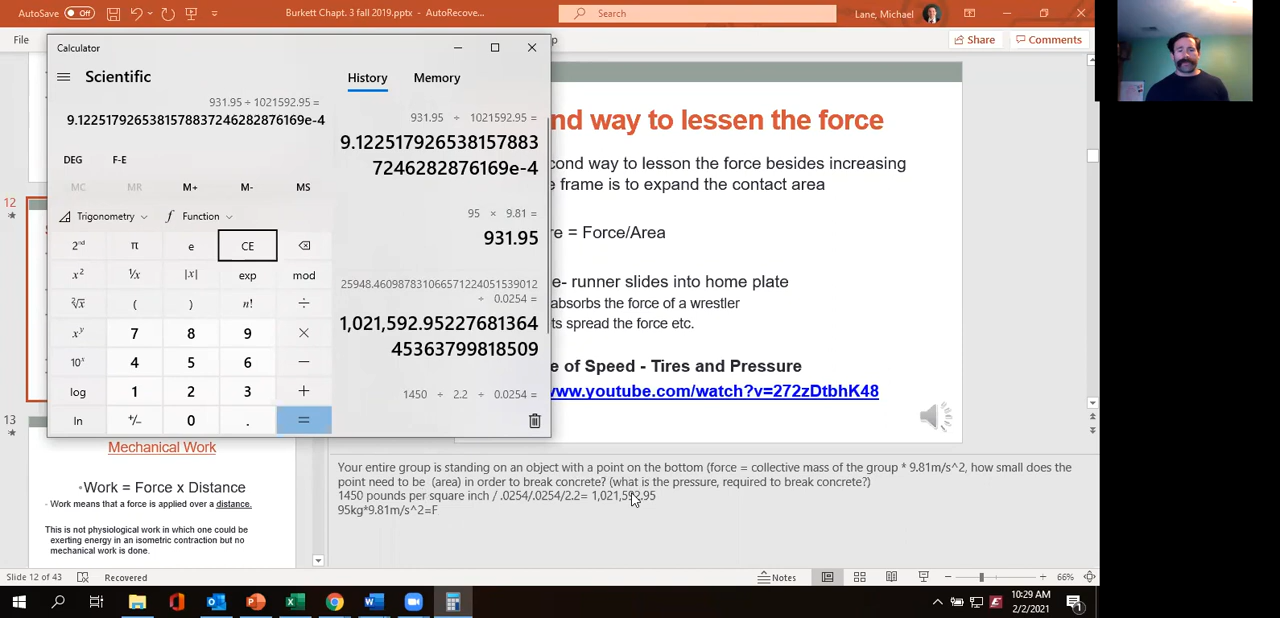 AutoSave Off
Burkett Chapt. 3 fall 2019.pptx - AutoRecove...
Search
Lane, Michael
File
Share
Comments
Calculator
Scientific
History
Memory
931.95 ÷ 1021592.95 =
9.1225179265381578837246282876169e-4
DEG
F-E
MC
MR
M+
M-
MS
Trigonometry
Function
2nd
π
e
CE
x²
¹/x
|x|
exp
mod
(
)
n!
÷
xʸ
7
8
9
×
10ˣ
4
5
6
−
log
1
2
3
+
ln
+/−
0
.
=
931.95 ÷ 1021592.95 =
9.122517926538157883
7246282876169e-4
95 × 9.81 =
931.95
25948.460987831066571224051539012
÷ 0.0254 =
1,021,592.95227681364
45363799818509
1450 ÷ 2.2 ÷ 0.0254 =
nd way to lessen the force
cond way to lesson the force besides increasing
e frame is to expand the contact area
re = Force/Area
e- runner slides into home plate
absorbs the force of a wrestler
ts spread the force etc.
e of Speed - Tires and Pressure
ww.youtube.com/watch?v=272zDtbhK48
12
13
Mechanical Work
•Work = Force x Distance
- Work means that a force is applied over a distance.
This is not physiological work in which one could be
exerting energy in an isometric contraction but no
mechanical work is done.
Your entire group is standing on an object with a point on the bottom (force = collective mass of the group * 9.81m/s^2, how small does the
point need to be (area) in order to break concrete? (what is the pressure, required to break concrete?)
1450 pounds per square inch / .0254/.0254/2.2= 1,021,592.95
95kg*9.81m/s^2=F
Slide 12 of 43
Recovered
Notes
66%
10:29 AM
2/2/2021